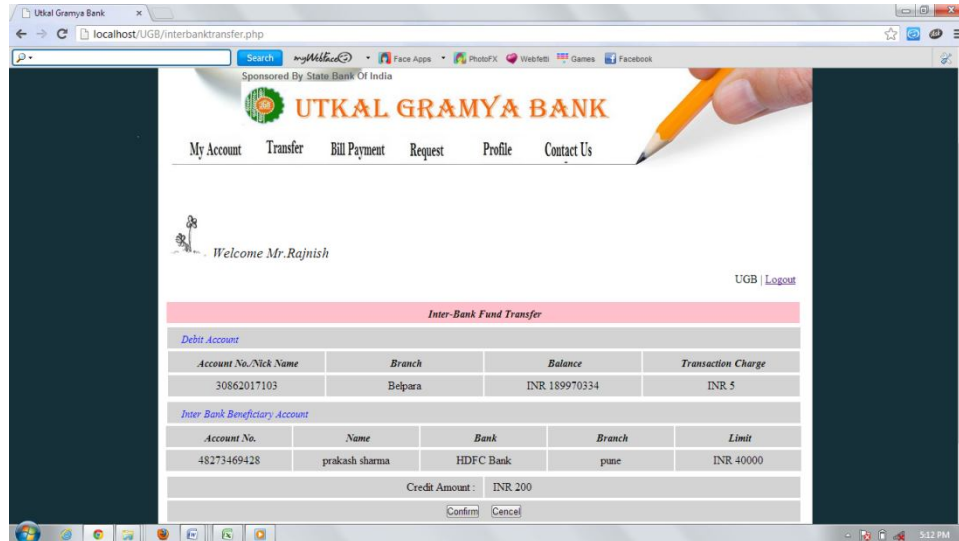 Utkal Gramya Bank
localhost/UGB/interbanktransfer.php
Search myWebface Face Apps PhotoFX Webfetti Games Facebook
Sponsored By State Bank Of India
UTKAL GRAMYA BANK
My Account Transfer Bill Payment Request Profile Contact Us
Welcome Mr.Rajnish
UGB | Logout
Inter-Bank Fund Transfer
Debit Account
Account No./Nick Name Branch Balance Transaction Charge
30862017103 Belpara INR 189970334 INR 5
Inter Bank Beneficiary Account
Account No. Name Bank Branch Limit
48273469428 prakash sharma HDFC Bank pune INR 40000
Credit Amount : INR 200
Confirm Cencel
5:12 PM